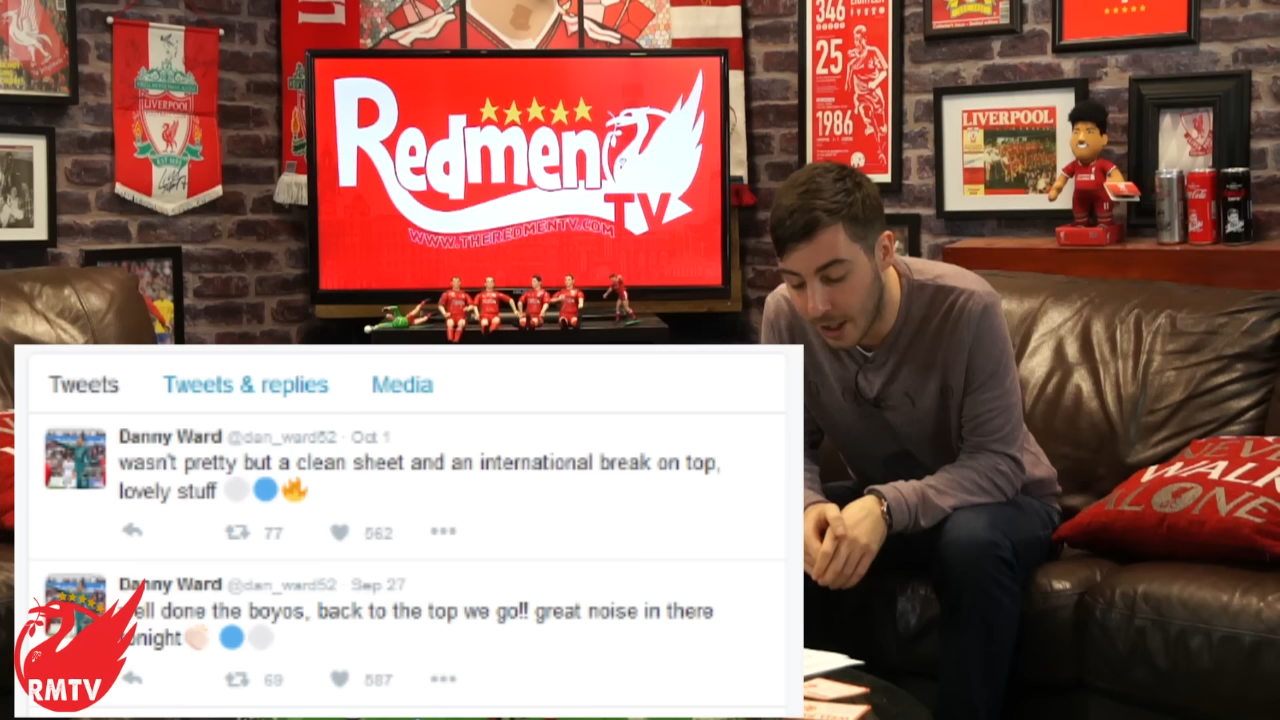 346
25
1986
LIVERPOOL
LIVERPOOL
Redmen
TV
WWW.THEREDMENTV.COM
NEVER
WALK
ALONE
Tweets Tweets & replies Media
Danny Ward @dan_ward52 · Oct 1
wasn't pretty but a clean sheet and an international break on top,
lovely stuff
77 562
Danny Ward @dan_ward52 · Sep 27
ell done the boyos, back to the top we go!! great noise in there
night
69 587
RMTV